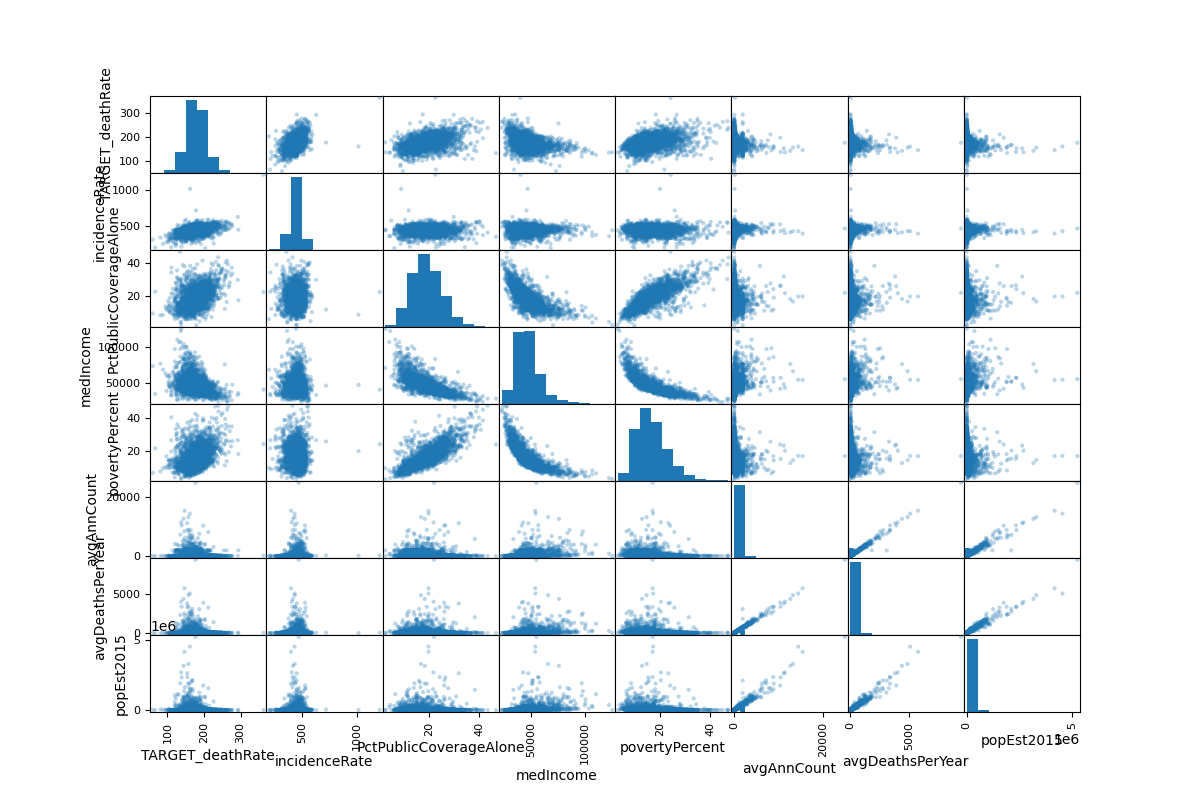 TARGET_deathRate
300
200
100
incidenceRate
1000
500
PctPublicCoverageAlone
40
20
medIncome
100000
50000
povertyPercent
40
20
avgAnnCount
20000
0
avgDeathsPerYear
5000
0
1e6
popEst2015
5
0
100 200 300 500 1000 20 40 50000 100000 20 40 0 20000 0 5000 0 5
TARGET_deathRate
incidenceRate
PctPublicCoverageAlone
medIncome
povertyPercent
avgAnnCount
avgDeathsPerYear
popEst2015
1e6